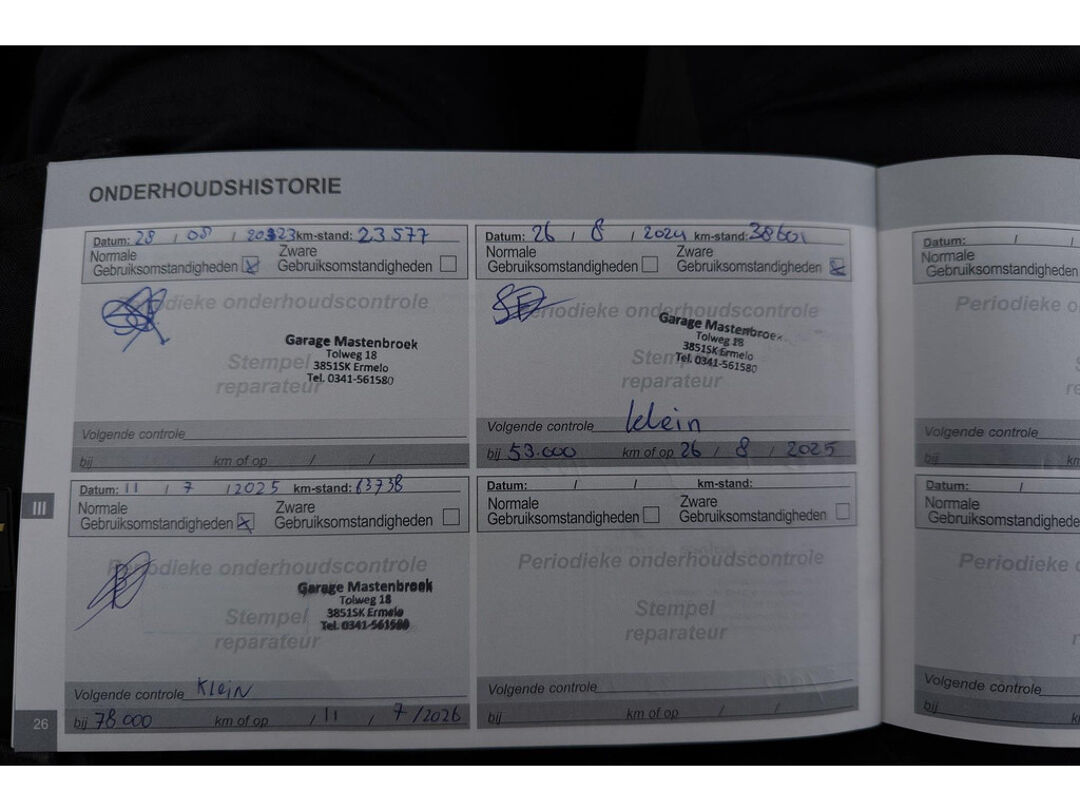 ONDERHOUDSHISTORIE
Datum: 28 / 08 / 2023 km-stand: 23577
Normale
Gebruiksomstandigheden
Zware
Gebruiksomstandigheden
Periodieke onderhoudscontrole
Stempel
reparateur
Garage Mastenbroek
Tolweg 18
3851SK Ermelo
Tel. 0341-561580
Volgende controle
bij km of op / /
Datum: 26 / 8 / 2024 km-stand: 38601
Normale
Gebruiksomstandigheden
Zware
Gebruiksomstandigheden
Periodieke onderhoudscontrole
Stempel
reparateur
Garage Mastenbroek
Tolweg 18
3851SK Ermelo
Tel. 0341-561580
Volgende controle klein
bij 53.000 km of op 26 / 8 / 2025
III
Datum: 11 / 7 / 2025 km-stand: 63738
Normale
Gebruiksomstandigheden
Zware
Gebruiksomstandigheden
Periodieke onderhoudscontrole
Stempel
reparateur
Garage Mastenbroek
Tolweg 18
3851SK Ermelo
Tel. 0341-561580
Volgende controle Klein
bij 78.000 km of op / 11 / 7 / 2026
Datum: / / km-stand:
Normale
Gebruiksomstandigheden
Zware
Gebruiksomstandigheden
Periodieke onderhoudscontrole
Stempel
reparateur
Volgende controle
bij km of op / /
26
Datum: / /
Normale
Gebruiksomstandigheden
Periodieke
Volgende controle
bij
Datum: /
Normale
Gebruiksomstandigheden
Periodieke
Volgende controle
bij